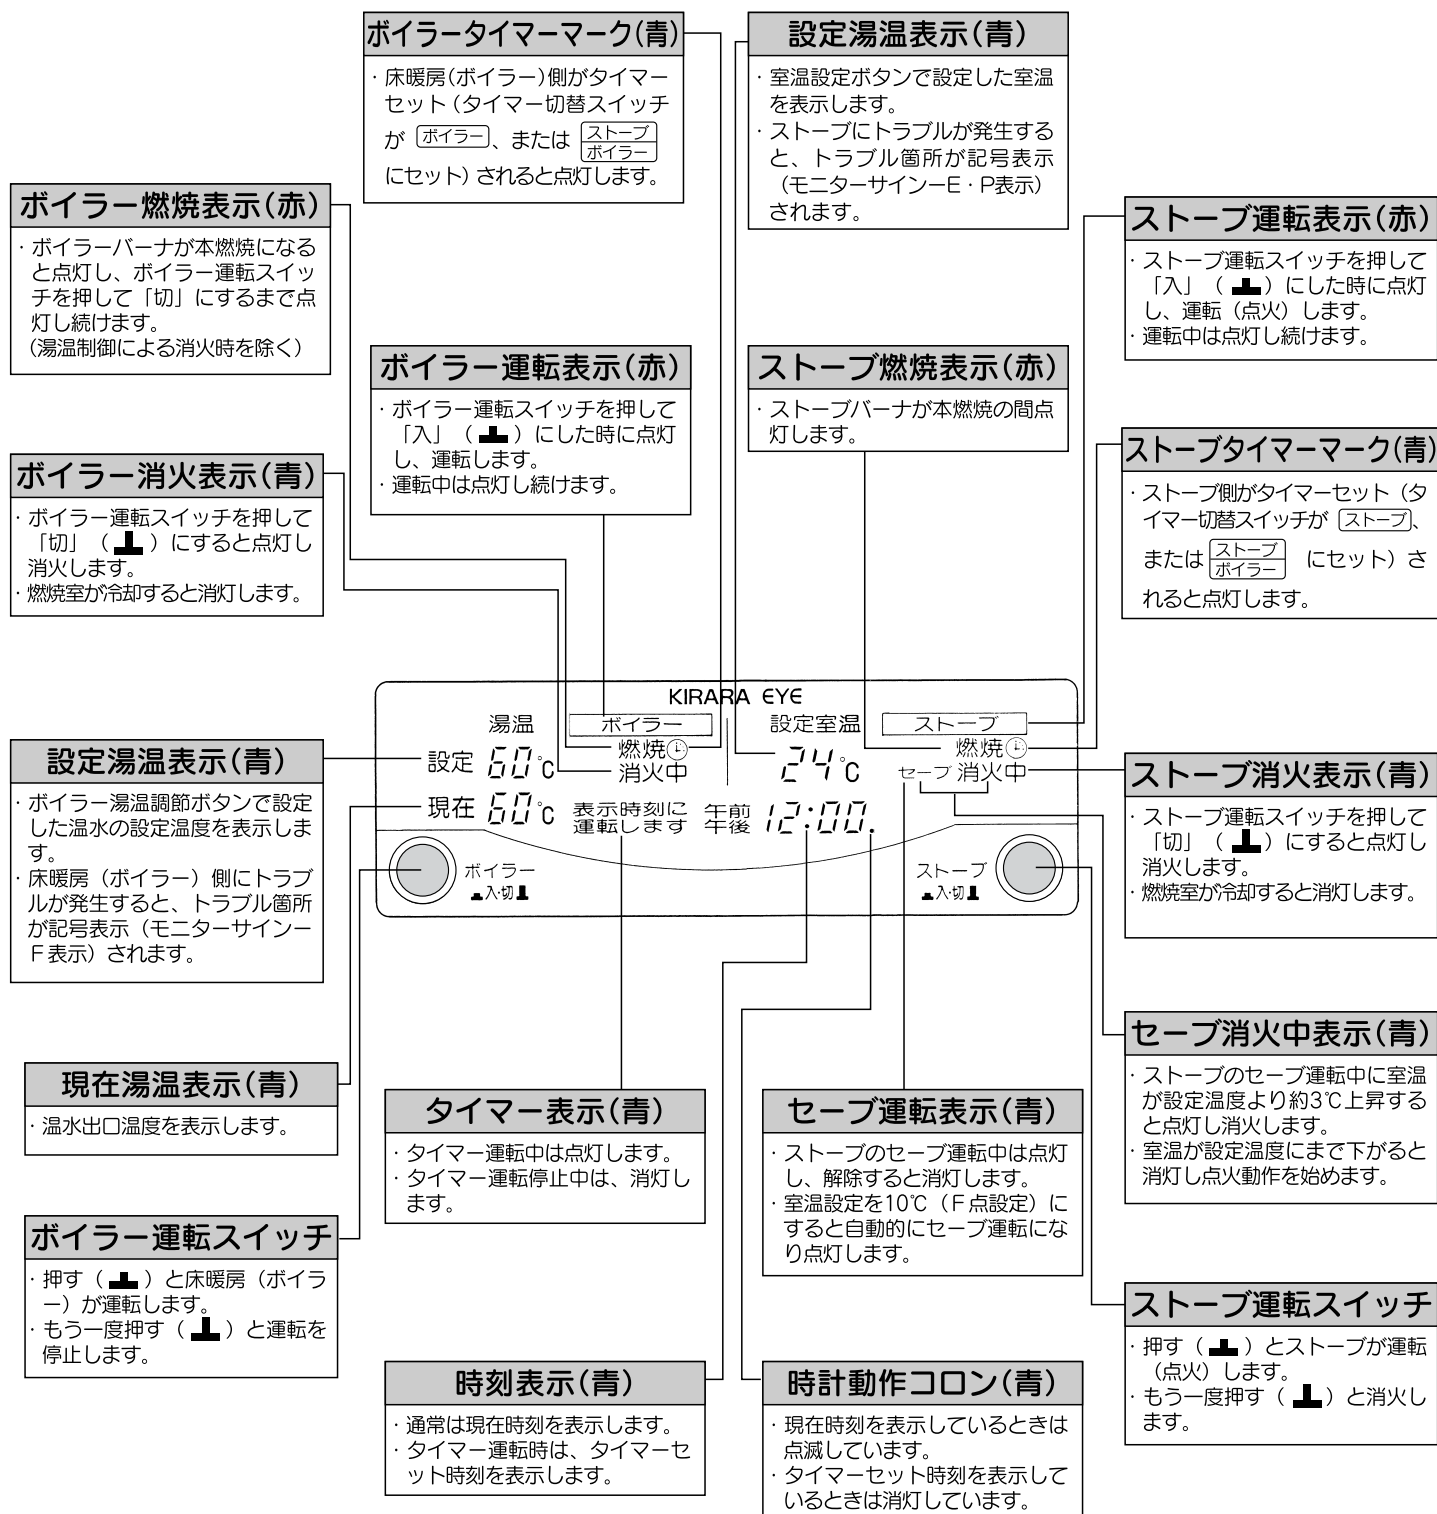 ボイラータイマーマーク(青)
・床暖房(ボイラー)側がタイマー
セット(タイマー切替スイッチ
が ボイラー、または ストーブ
ボイラー
にセット)されると点灯します。
設定湯温表示(青)
・室温設定ボタンで設定した室温
を表示します。
・ストーブにトラブルが発生する
と、トラブル箇所が記号表示
(モニターサインーE・P表示)
されます。
ボイラー燃焼表示(赤)
・ボイラーバーナが本燃焼になる
と点灯し、ボイラー運転スイッ
チを押して「切」にするまで点
灯し続けます。
(湯温制御による消火時を除く)
ストーブ運転表示(赤)
・ストーブ運転スイッチを押して
「入」( )にした時に点灯
し、運転(点火)します。
・運転中は点灯し続けます。
ボイラー運転表示(赤)
・ボイラー運転スイッチを押して
「入」( )にした時に点灯
し、運転します。
・運転中は点灯し続けます。
ストーブ燃焼表示(赤)
・ストーブバーナが本燃焼の間点
灯します。
ボイラー消火表示(青)
・ボイラー運転スイッチを押して
「切」( )にすると点灯し
消火します。
・燃焼室が冷却すると消灯します。
ストーブタイマーマーク(青)
・ストーブ側がタイマーセット(タ
イマー切替スイッチが ストーブ、
または ストーブ
ボイラー にセット)さ
れると点灯します。
KIRARA EYE
湯温 ボイラー 設定室温 ストーブ
設定 60℃ 燃焼 24℃ 燃焼
消火中 セーブ 消火中
現在 60℃ 表示時刻に
運転します 午前
午後 12:00.
ボイラー
入・切
ストーブ
入・切
設定湯温表示(青)
・ボイラー湯温調節ボタンで設定
した温水の設定温度を表示しま
す。
・床暖房(ボイラー)側にトラブ
ルが発生すると、トラブル箇所
が記号表示(モニターサインー
F表示)されます。
ストーブ消火表示(青)
・ストーブ運転スイッチを押して
「切」( )にすると点灯し
消火します。
・燃焼室が冷却すると消灯します。
現在湯温表示(青)
・温水出口温度を表示します。
タイマー表示(青)
・タイマー運転中は点灯します。
・タイマー運転停止中は、消灯し
ます。
セーブ運転表示(青)
・ストーブのセーブ運転中は点灯
し、解除すると消灯します。
・室温設定を10℃(F点設定)に
すると自動的にセーブ運転にな
り点灯します。
セーブ消火中表示(青)
・ストーブのセーブ運転中に室温
が設定温度より約3℃上昇する
と点灯し消火します。
・室温が設定温度にまで下がると
消灯し点火動作を始めます。
ボイラー運転スイッチ
・押す( )と床暖房(ボイラ
ー)が運転します。
・もう一度押す( )と運転を
停止します。
時刻表示(青)
・通常は現在時刻を表示します。
・タイマー運転時は、タイマーセ
ット時刻を表示します。
時計動作コロン(青)
・現在時刻を表示しているときは
点滅しています。
・タイマーセット時刻を表示して
いるときは消灯しています。
ストーブ運転スイッチ
・押す( )とストーブが運転
(点火)します。
・もう一度押す( )と消火し
ます。